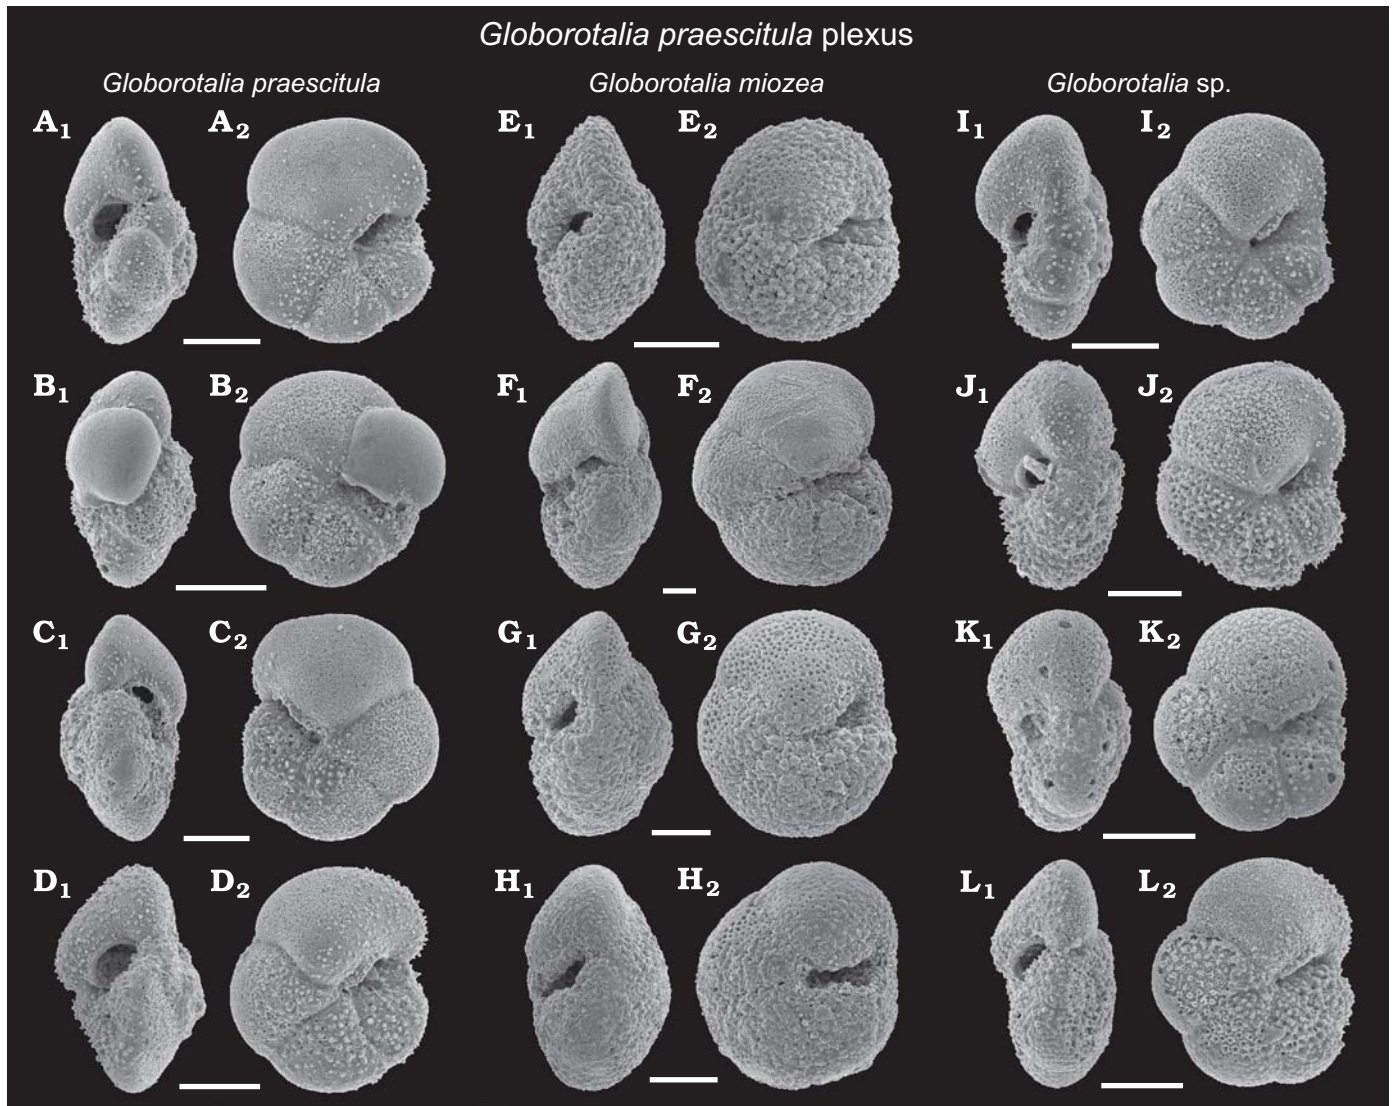 Globorotalia praescitula plexus
Globorotalia praescitula Globorotalia miozea Globorotalia sp.
A1 A2 E1 E2 I1 I2
B1 B2 F1 F2 J1 J2
C1 C2 G1 G2 K1 K2
D1 D2 H1 H2 L1 L2